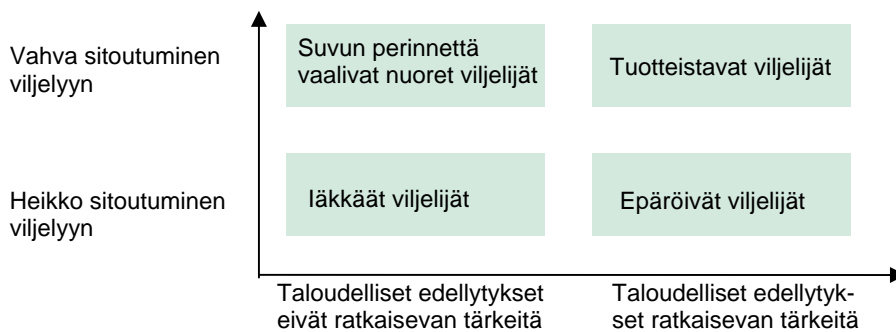 Vahva sitoutuminen
viljelyyn
Suvun perinnettä
vaalivat nuoret viljelijät
Tuotteistavat viljelijät
Heikko sitoutuminen
viljelyyn
Iäkkäät viljelijät
Epäröivät viljelijät
Taloudelliset edellytykset
eivät ratkaisevan tärkeitä
Taloudelliset edellytyk-
set ratkaisevan tärkeitä